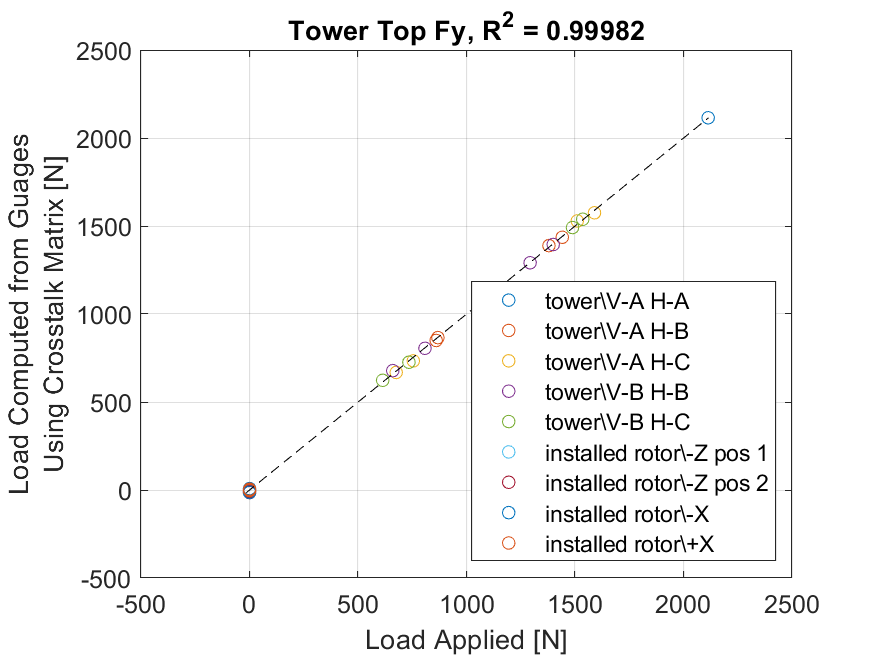 Tower Top Fy, R² = 0.99982
Load Computed from Guages
Using Crosstalk Matrix [N]
2500
2000
1500
1000
500
0
-500
tower\V-A H-A
tower\V-A H-B
tower\V-A H-C
tower\V-B H-B
tower\V-B H-C
installed rotor\-Z pos 1
installed rotor\-Z pos 2
installed rotor\-X
installed rotor\+X
-500 0 500 1000 1500 2000 2500
Load Applied [N]